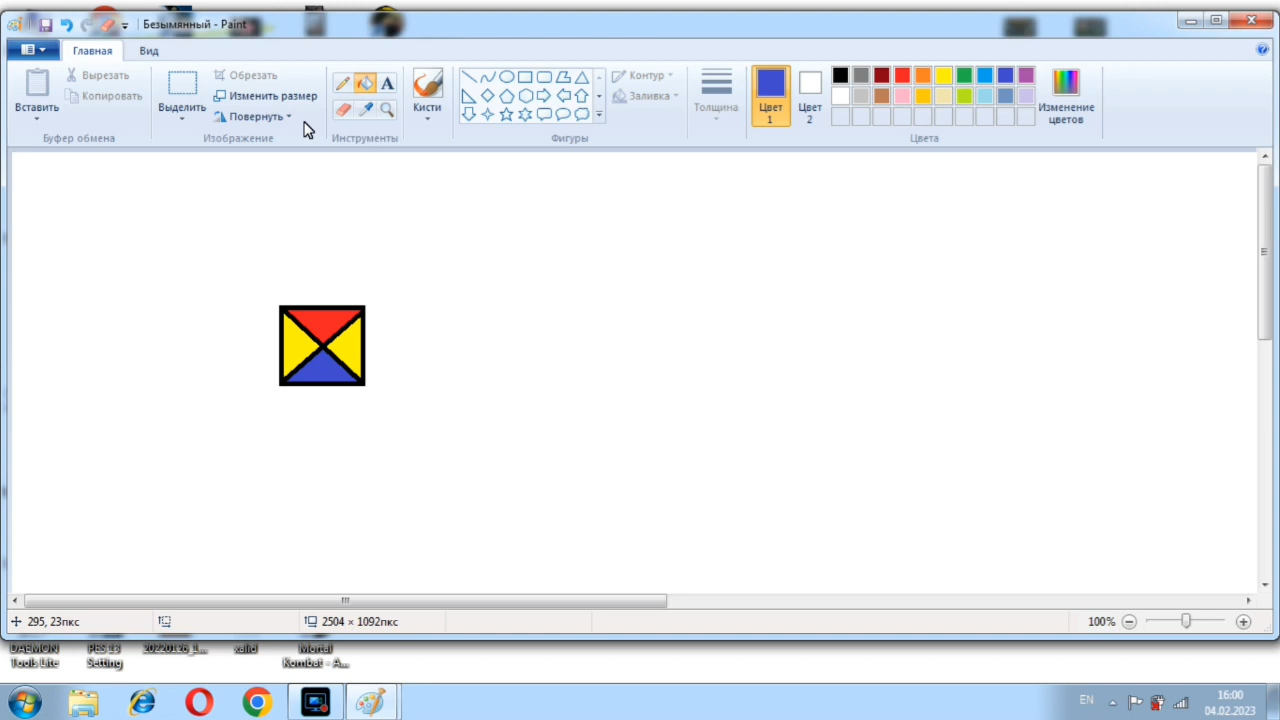 Безымянный - Paint
Главная
Вид
Вставить
Вырезать
Копировать
Буфер обмена
Выделить
Обрезать
Изменить размер
Повернуть
Изображение
A
Инструменты
Кисти
Фигуры
Контур
Заливка
Толщина
Цвет 1
Цвет 2
Изменение цветов
Цвета
295, 23пкс
2504 × 1092пкс
100%
DAEMON Tools Lite
PES 13 Setting
20220126_1...
xalid
Mortal Kombat - A...
EN
16:00
04.02.2023